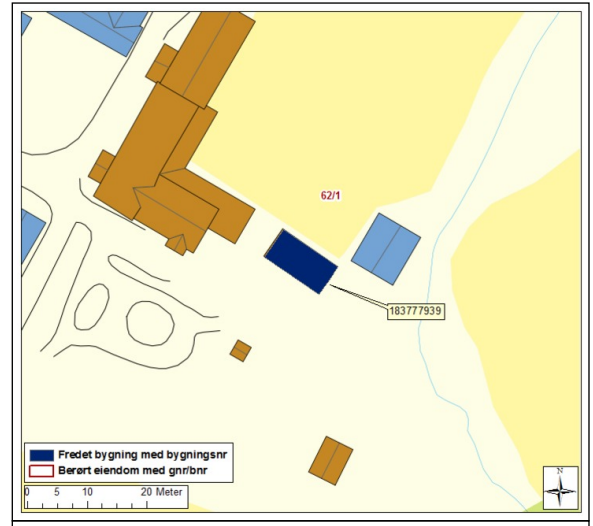 62/1
183777939
Fredet bygning med bygningsnr
Berørt eiendom med gnr/bnr
0 5 10 20 Meter
N